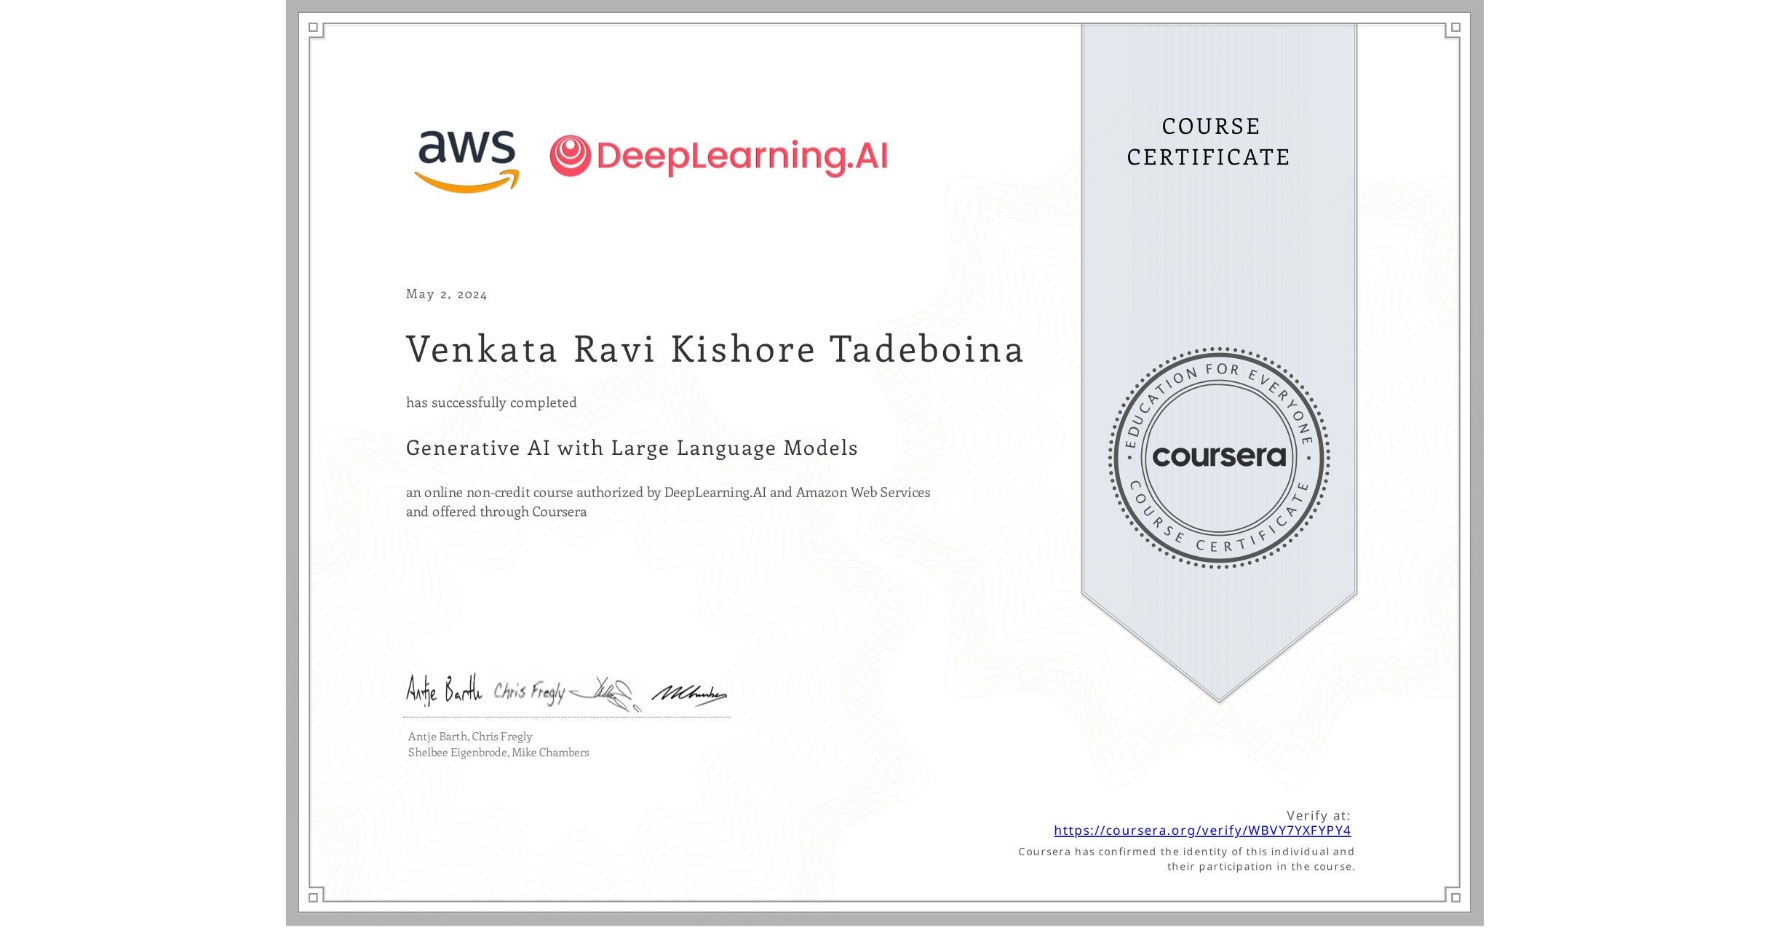 aws DeepLearning.AI
COURSE
CERTIFICATE
May 2, 2024
Venkata Ravi Kishore Tadeboina
has successfully completed
Generative AI with Large Language Models
an online non-credit course authorized by DeepLearning.AI and Amazon Web Services
and offered through Coursera
EDUCATION FOR EVERYONE
coursera
COURSE CERTIFICATE
Antje Barth Chris Fregly
Antje Barth, Chris Fregly
Shelbee Eigenbrode, Mike Chambers
Verify at:
https://coursera.org/verify/WBVY7YXFYPY4
Coursera has confirmed the identity of this individual and
their participation in the course.